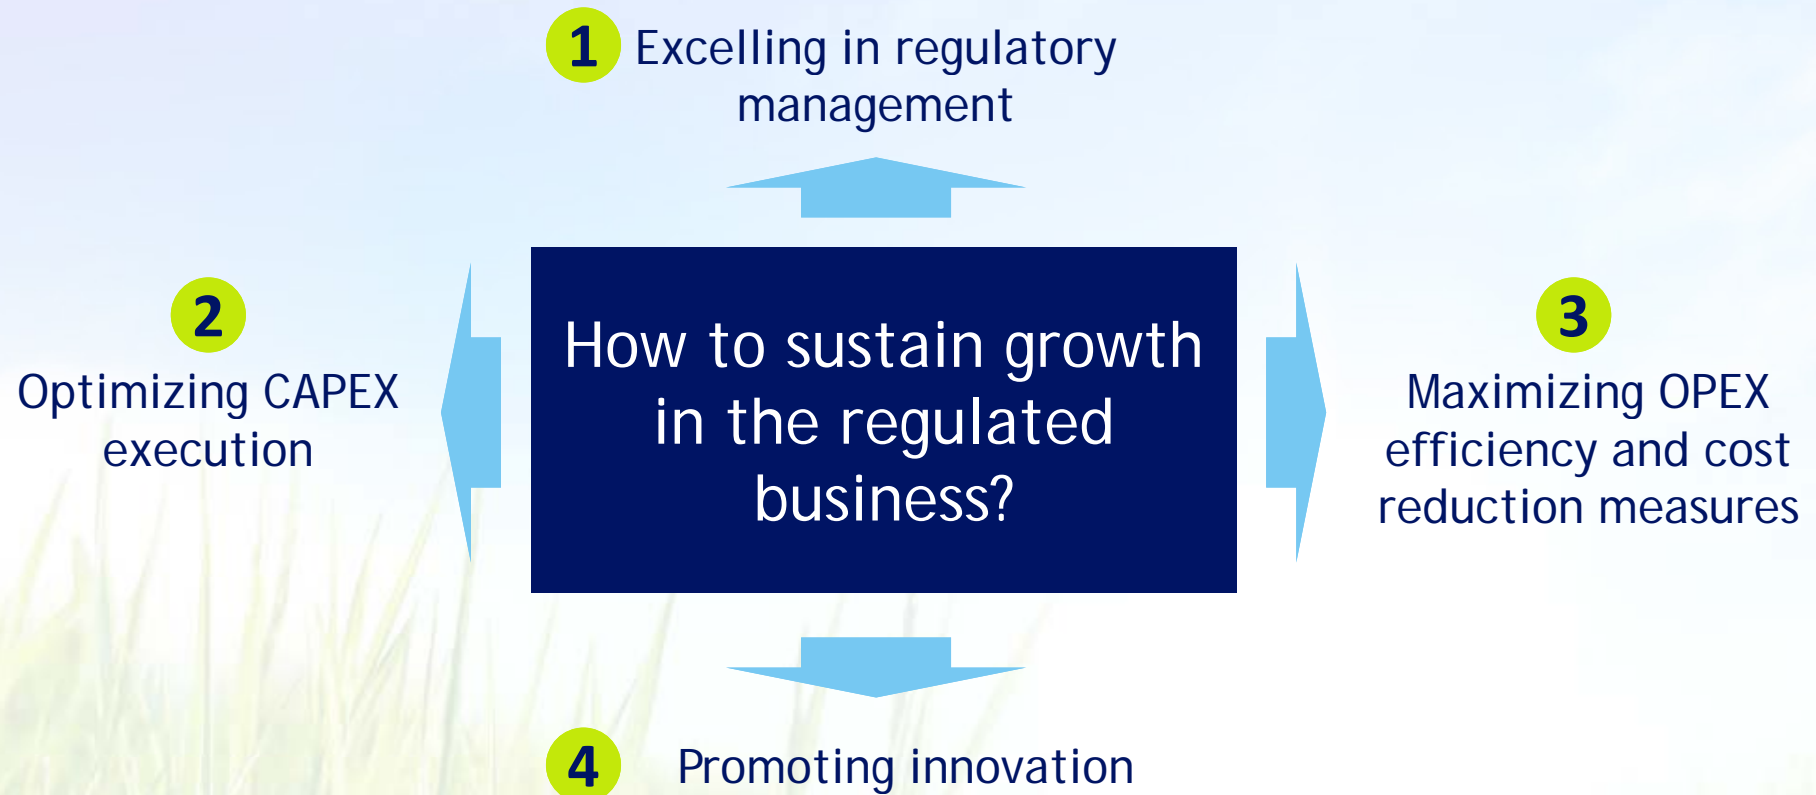 1 Excelling in regulatory
management
2
Optimizing CAPEX
execution
How to sustain growth
in the regulated
business?
3
Maximizing OPEX
efficiency and cost
reduction measures
4 Promoting innovation